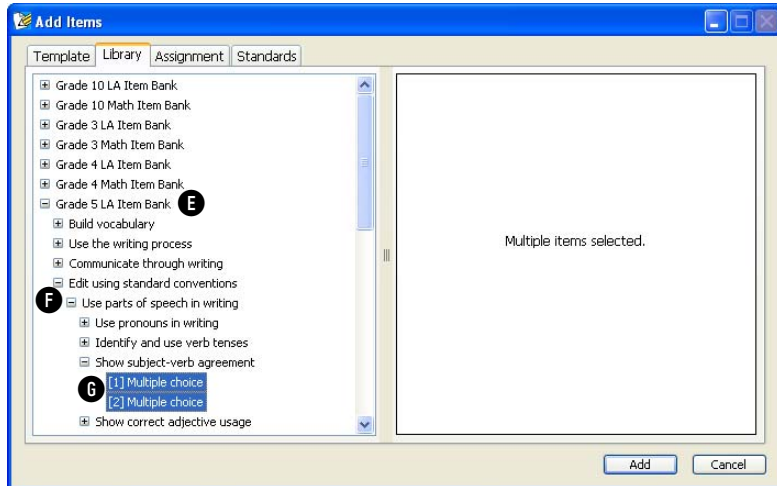 Add Items
Template Library Assignment Standards
Grade 10 LA Item Bank
Grade 10 Math Item Bank
Grade 3 LA Item Bank
Grade 3 Math Item Bank
Grade 4 LA Item Bank
Grade 4 Math Item Bank
Grade 5 LA Item Bank E
Build vocabulary
Use the writing process
Communicate through writing
Edit using standard conventions
F Use parts of speech in writing
Use pronouns in writing
Identify and use verb tenses
Show subject-verb agreement
G [1] Multiple choice
[2] Multiple choice
Show correct adjective usage
Multiple items selected.
Add Cancel